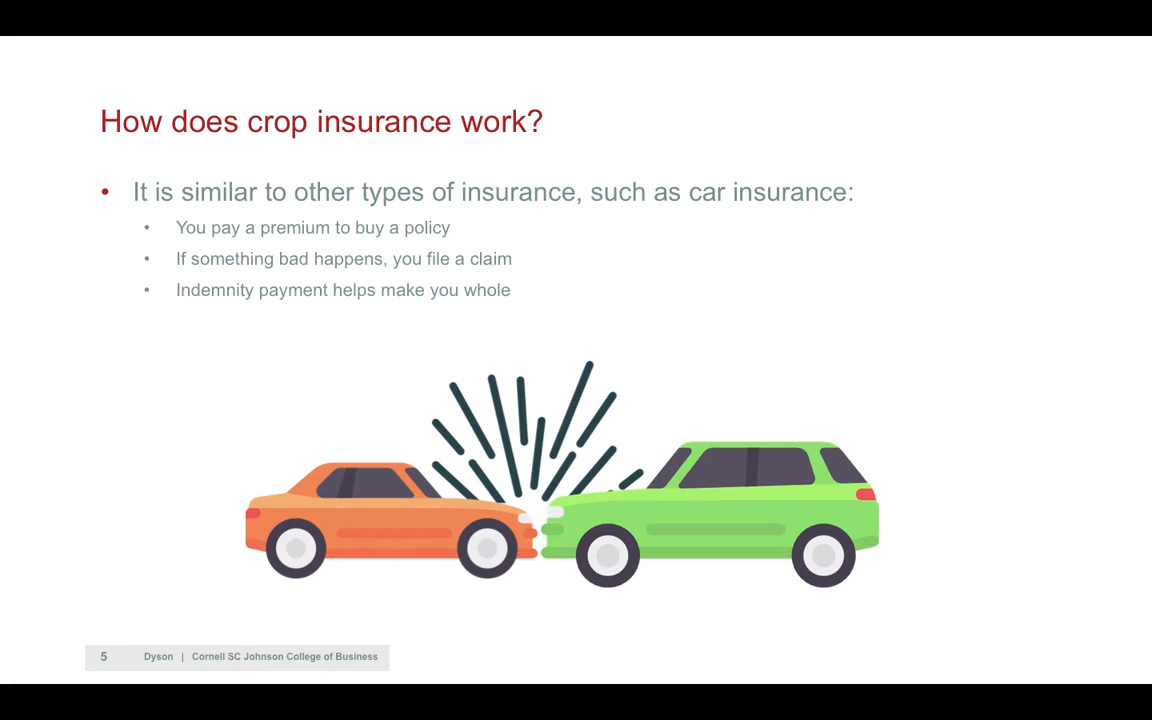 How does crop insurance work?
• It is similar to other types of insurance, such as car insurance:
• You pay a premium to buy a policy
• If something bad happens, you file a claim
• Indemnity payment helps make you whole
5 Dyson | Cornell SC Johnson College of Business